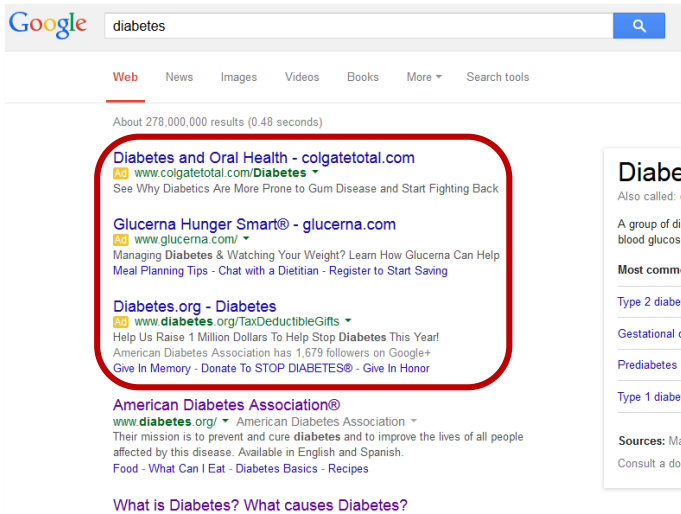 Google diabetes
Web News Images Videos Books More Search tools
About 278,000,000 results (0.48 seconds)
Diabetes and Oral Health - colgatetotal.com
Ad www.colgatetotal.com/Diabetes
See Why Diabetics Are More Prone to Gum Disease and Start Fighting Back
Glucerna Hunger Smart® - glucerna.com
Ad www.glucerna.com/
Managing Diabetes & Watching Your Weight? Learn How Glucerna Can Help
Meal Planning Tips - Chat with a Dietitian - Register to Start Saving
Diabetes.org - Diabetes
Ad www.diabetes.org/TaxDeductibleGifts
Help Us Raise 1 Million Dollars To Help Stop Diabetes This Year!
American Diabetes Association has 1,679 followers on Google+
Give In Memory - Donate To STOP DIABETES® - Give In Honor
American Diabetes Association®
www.diabetes.org/ American Diabetes Association
Their mission is to prevent and cure diabetes and to improve the lives of all people
affected by this disease. Available in English and Spanish.
Food - What Can I Eat - Diabetes Basics - Recipes
What is Diabetes? What causes Diabetes?
Diabe
Also called:
A group of di
blood glucos
Most comm
Type 2 diabe
Gestational
Prediabetes
Type 1 diabe
Sources: Ma
Consult a do